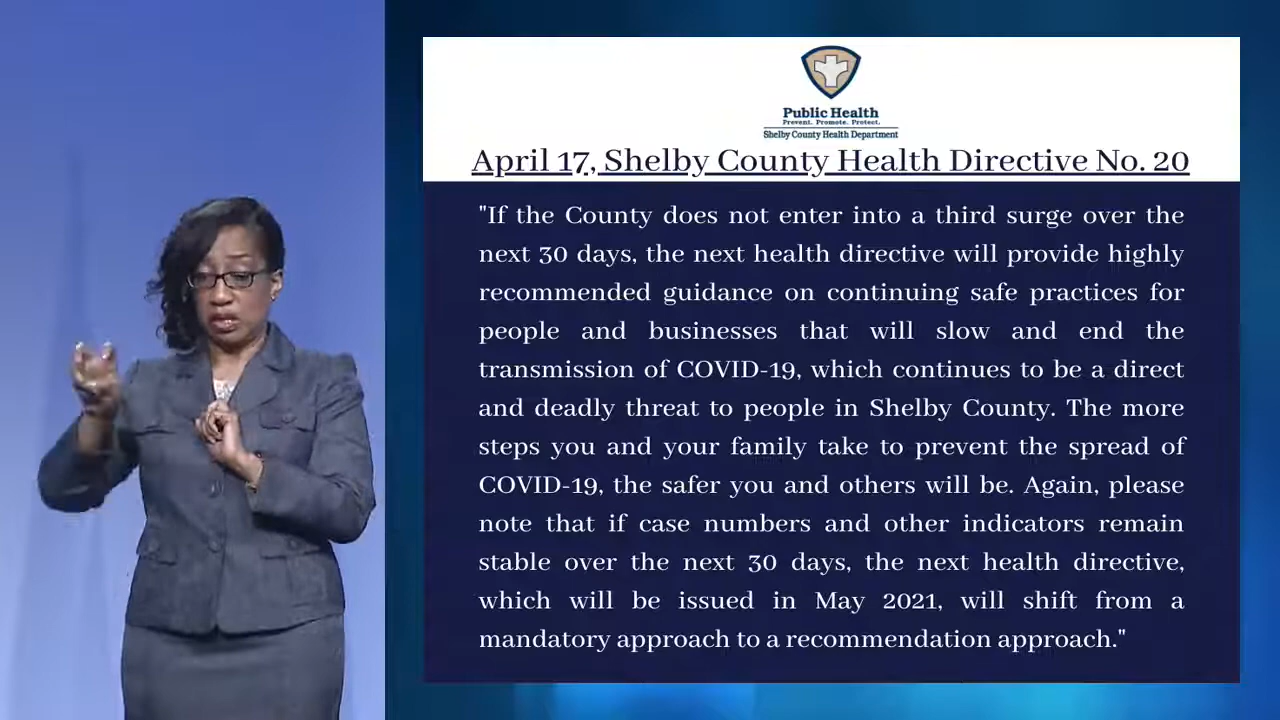 Public Health
Prevent. Promote. Protect.
Shelby County Health Department
April 17, Shelby County Health Directive No. 20
"If the County does not enter into a third surge over the
next 30 days, the next health directive will provide highly
recommended guidance on continuing safe practices for
people and businesses that will slow and end the
transmission of COVID-19, which continues to be a direct
and deadly threat to people in Shelby County. The more
steps you and your family take to prevent the spread of
COVID-19, the safer you and others will be. Again, please
note that if case numbers and other indicators remain
stable over the next 30 days, the next health directive,
which will be issued in May 2021, will shift from a
mandatory approach to a recommendation approach."